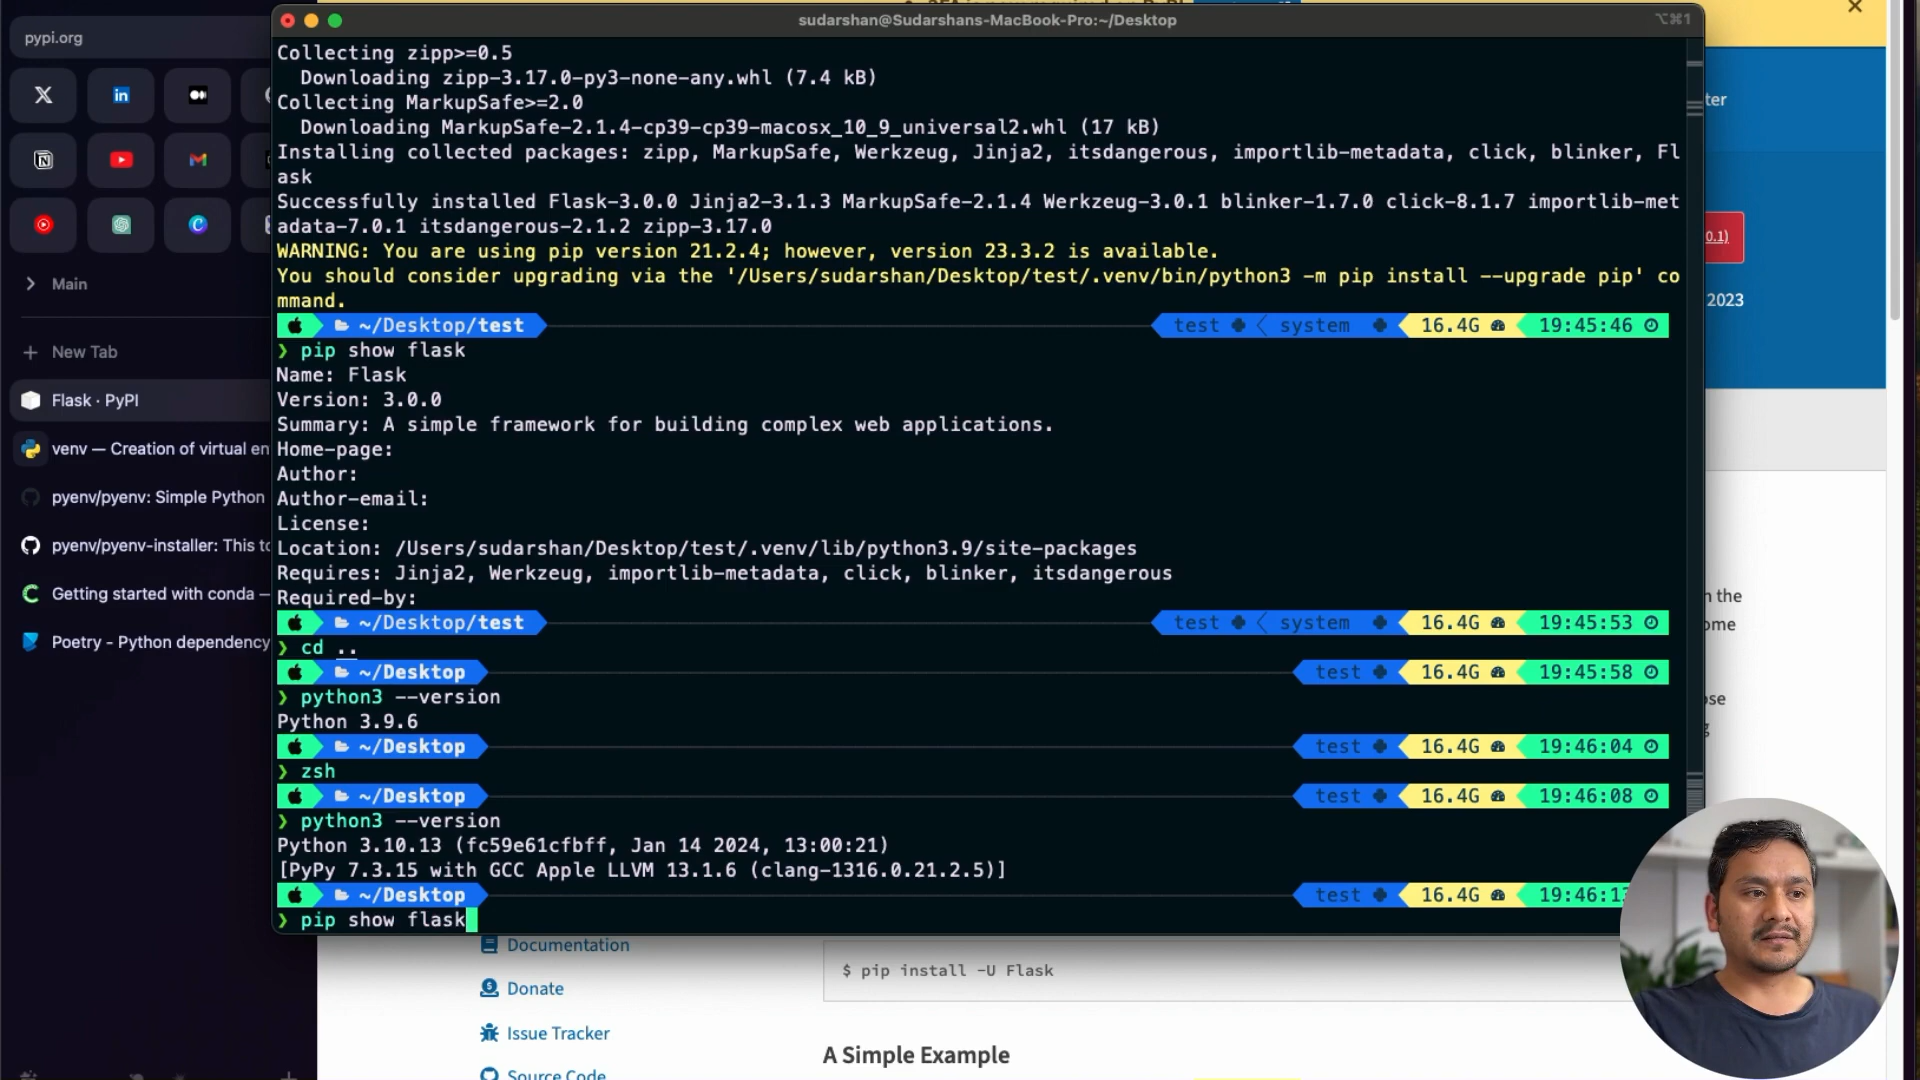 pypi.org
Main
New Tab
Flask · PyPI
venv — Creation of virtual en
pyenv/pyenv: Simple Python
pyenv/pyenv-installer: This to
Getting started with conda —
Poetry - Python dependency
sudarshan@Sudarshans-MacBook-Pro:~/Desktop
⌥⌘1
Collecting zipp>=0.5
Downloading zipp-3.17.0-py3-none-any.whl (7.4 kB)
Collecting MarkupSafe>=2.0
Downloading MarkupSafe-2.1.4-cp39-cp39-macosx_10_9_universal2.whl (17 kB)
Installing collected packages: zipp, MarkupSafe, Werkzeug, Jinja2, itsdangerous, importlib-metadata, click, blinker, Fl
ask
Successfully installed Flask-3.0.0 Jinja2-3.1.3 MarkupSafe-2.1.4 Werkzeug-3.0.1 blinker-1.7.0 click-8.1.7 importlib-met
adata-7.0.1 itsdangerous-2.1.2 zipp-3.17.0
WARNING: You are using pip version 21.2.4; however, version 23.3.2 is available.
You should consider upgrading via the '/Users/sudarshan/Desktop/test/.venv/bin/python3 -m pip install --upgrade pip' co
mmand.
~/Desktop/test test system 16.4G 19:45:46
❯ pip show flask
Name: Flask
Version: 3.0.0
Summary: A simple framework for building complex web applications.
Home-page:
Author:
Author-email:
License:
Location: /Users/sudarshan/Desktop/test/.venv/lib/python3.9/site-packages
Requires: Jinja2, Werkzeug, importlib-metadata, click, blinker, itsdangerous
Required-by:
~/Desktop/test test system 16.4G 19:45:53
❯ cd ..
~/Desktop test 16.4G 19:45:58
❯ python3 --version
Python 3.9.6
~/Desktop test 16.4G 19:46:04
❯ zsh
~/Desktop test 16.4G 19:46:08
❯ python3 --version
Python 3.10.13 (fc59e61cfbff, Jan 14 2024, 13:00:21)
[PyPy 7.3.15 with GCC Apple LLVM 13.1.6 (clang-1316.0.21.2.5)]
~/Desktop test 16.4G 19:46:13
❯ pip show flask
ter
0.1)
2023
n the
ome
ose
Documentation
Donate
Issue Tracker
Source Code
$ pip install -U Flask
A Simple Example